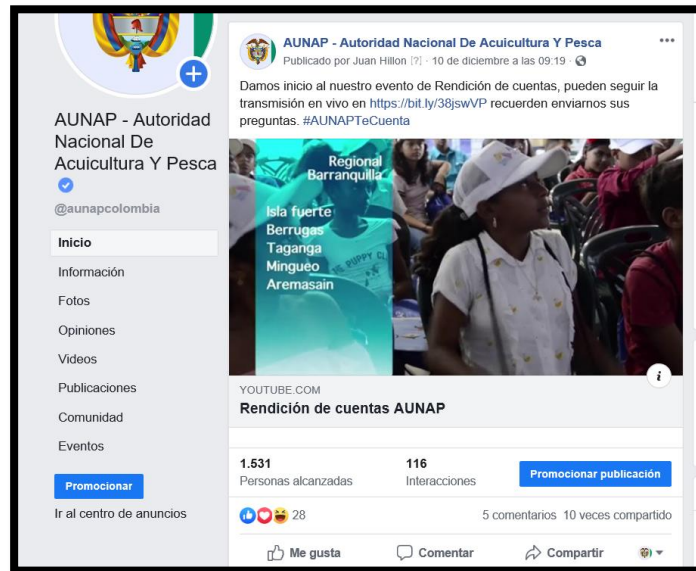 AUNAP - Autoridad
Nacional De
Acuicultura Y Pesca
@aunapcolombia
Inicio
Información
Fotos
Opiniones
Videos
Publicaciones
Comunidad
Eventos
Promocionar
Ir al centro de anuncios
AUNAP - Autoridad Nacional De Acuicultura Y Pesca
Publicado por Juan Hillon [?] · 10 de diciembre a las 09:19 ·
Damos inicio al nuestro evento de Rendición de cuentas, pueden seguir la
transmisión en vivo en https://bit.ly/38jswVP recuerden enviarnos sus
preguntas. #AUNAPTeCuenta
Regional
Barranquilla
Isla fuerte
Berrugas
Taganga
Mingueo
Aremasain
THE PUPPY CL
i
YOUTUBE.COM
Rendición de cuentas AUNAP
1.531 116
Personas alcanzadas Interacciones
Promocionar publicación
28 5 comentarios 10 veces compartido
Me gusta Comentar Compartir